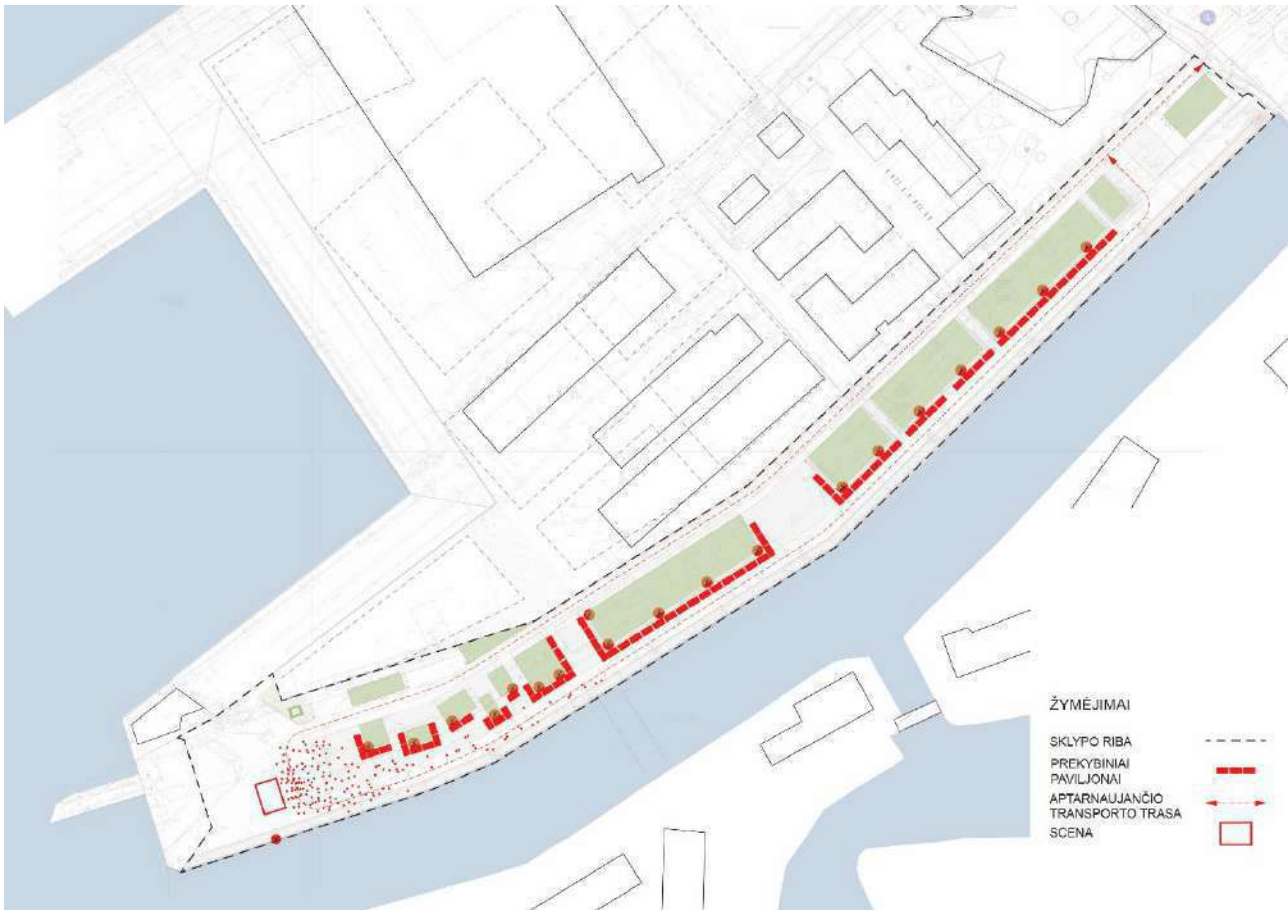 ŽYMĖJIMAI
SKLYPO RIBA
PREKYBINIAI
PAVILJONAI
APTARNAUJANČIO
TRANSPORTO TRASA
SCENA